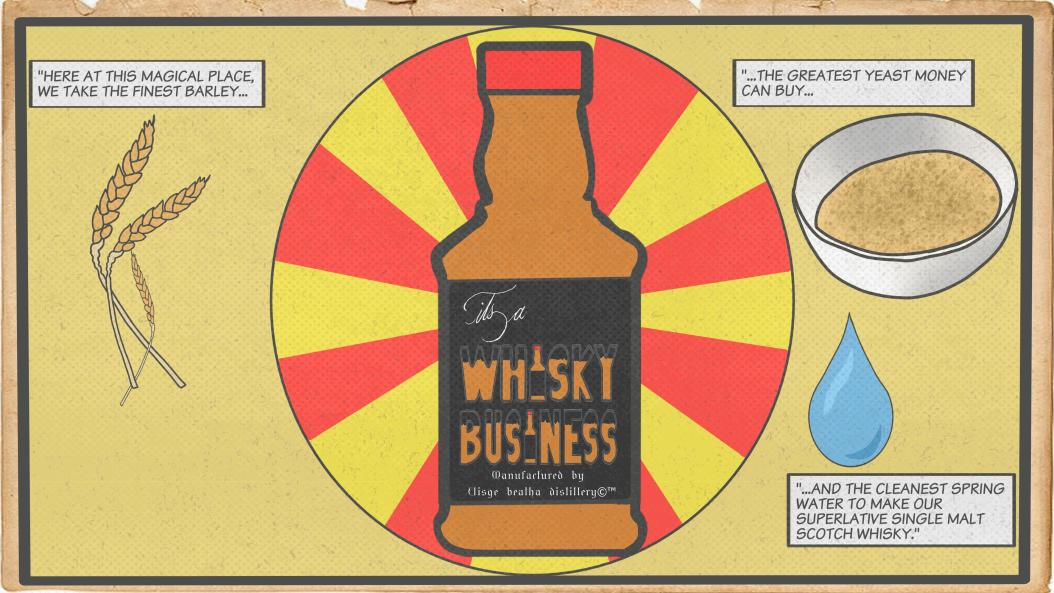 "HERE AT THIS MAGICAL PLACE,
WE TAKE THE FINEST BARLEY...
"...THE GREATEST YEAST MONEY
CAN BUY...
its a
WHISKY
BUSINESS
Manufactured by
Uisge beatha distillery©™
"...AND THE CLEANEST SPRING
WATER TO MAKE OUR
SUPERLATIVE SINGLE MALT
SCOTCH WHISKY."